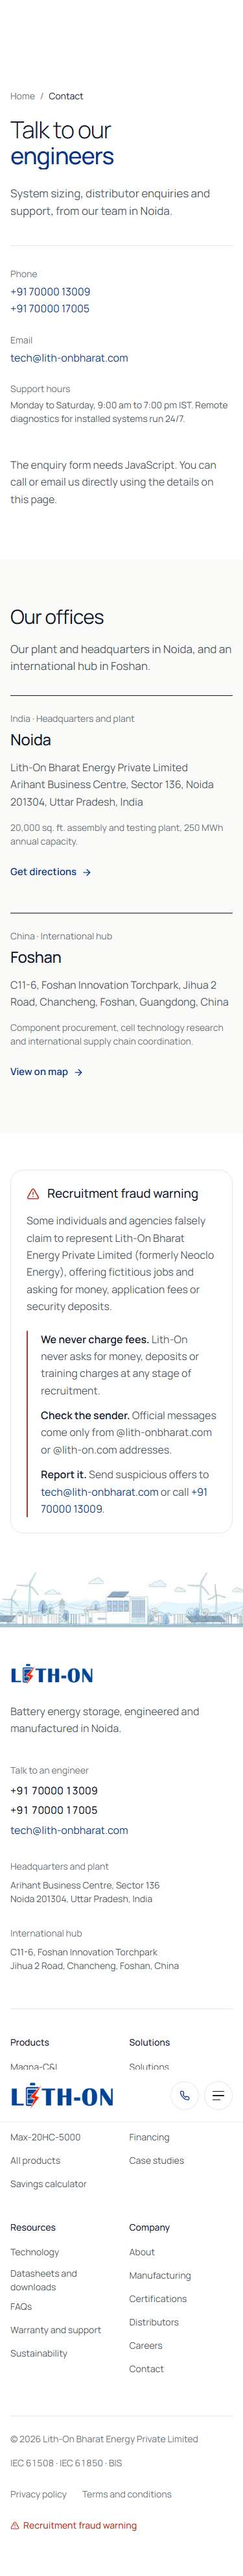 Home / Contact
Talk to our
engineers
System sizing, distributor enquiries and
support, from our team in Noida.
Phone
+91 70000 13009
+91 70000 17005
Email
tech@lith-onbharat.com
Support hours
Monday to Saturday, 9:00 am to 7:00 pm IST. Remote
diagnostics for installed systems run 24/7.
The enquiry form needs JavaScript. You can
call or email us directly using the details on
this page.
Our offices
Our plant and headquarters in Noida, and an
international hub in Foshan.
India · Headquarters and plant
Noida
Lith-On Bharat Energy Private Limited
Arihant Business Centre, Sector 136, Noida
201304, Uttar Pradesh, India
20,000 sq. ft. assembly and testing plant, 250 MWh
annual capacity.
Get directions →
China · International hub
Foshan
C11-6, Foshan Innovation Torchpark, Jihua 2
Road, Chancheng, Foshan, Guangdong, China
Component procurement, cell technology research
and international supply chain coordination.
View on map →
Recruitment fraud warning
Some individuals and agencies falsely
claim to represent Lith-On Bharat
Energy Private Limited (formerly Neoclo
Energy), offering fictitious jobs and
asking for money, application fees or
security deposits.
We never charge fees. Lith-On
never asks for money, deposits or
training charges at any stage of
recruitment.
Check the sender. Official messages
come only from @lith-onbharat.com
or @lith-on.com addresses.
Report it. Send suspicious offers to
tech@lith-onbharat.com or call +91
70000 13009.
LITH-ON
Battery energy storage, engineered and
manufactured in Noida.
Talk to an engineer
+91 70000 13009
+91 70000 17005
tech@lith-onbharat.com
Headquarters and plant
Arihant Business Centre, Sector 136
Noida 201304, Uttar Pradesh, India
International hub
C11-6, Foshan Innovation Torchpark
Jihua 2 Road, Chancheng, Foshan, China
Products
Solutions
Magna-C&I
Solutions
LITH-ON
Max-20HC-5000
Financing
All products
Case studies
Savings calculator
Resources
Company
Technology
About
Datasheets and
downloads
Manufacturing
FAQs
Certifications
Warranty and support
Distributors
Sustainability
Careers
Contact
© 2026 Lith-On Bharat Energy Private Limited
IEC 61508 · IEC 61850 · BIS
Privacy policy
Terms and conditions
Recruitment fraud warning